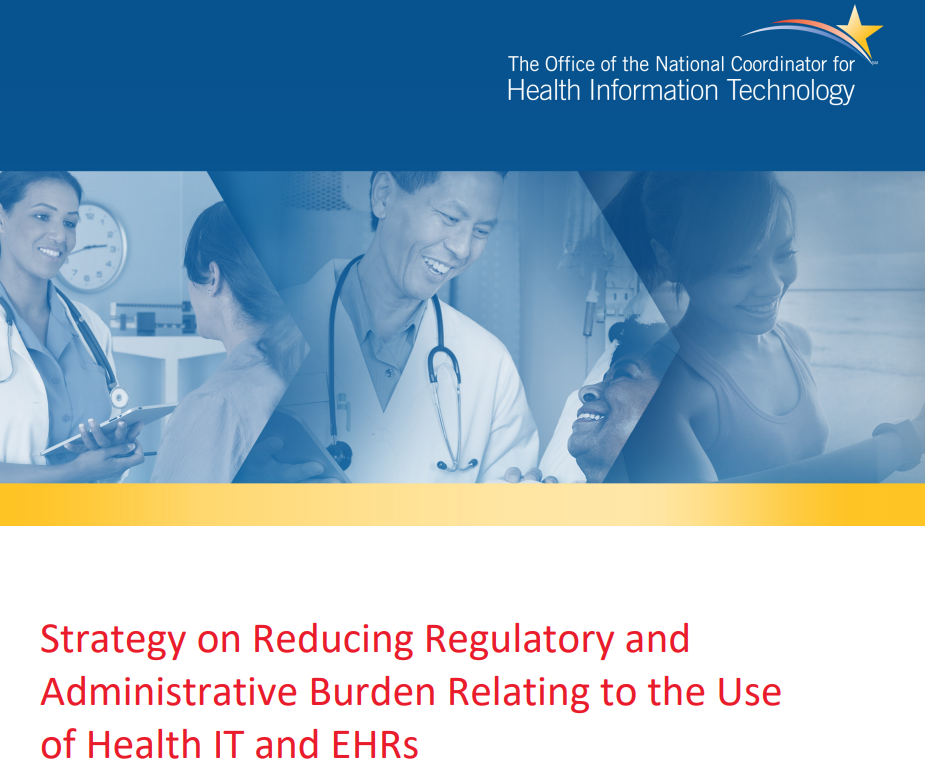 The Office of the National Coordinator for
Health Information Technology
Strategy on Reducing Regulatory and
Administrative Burden Relating to the Use
of Health IT and EHRs